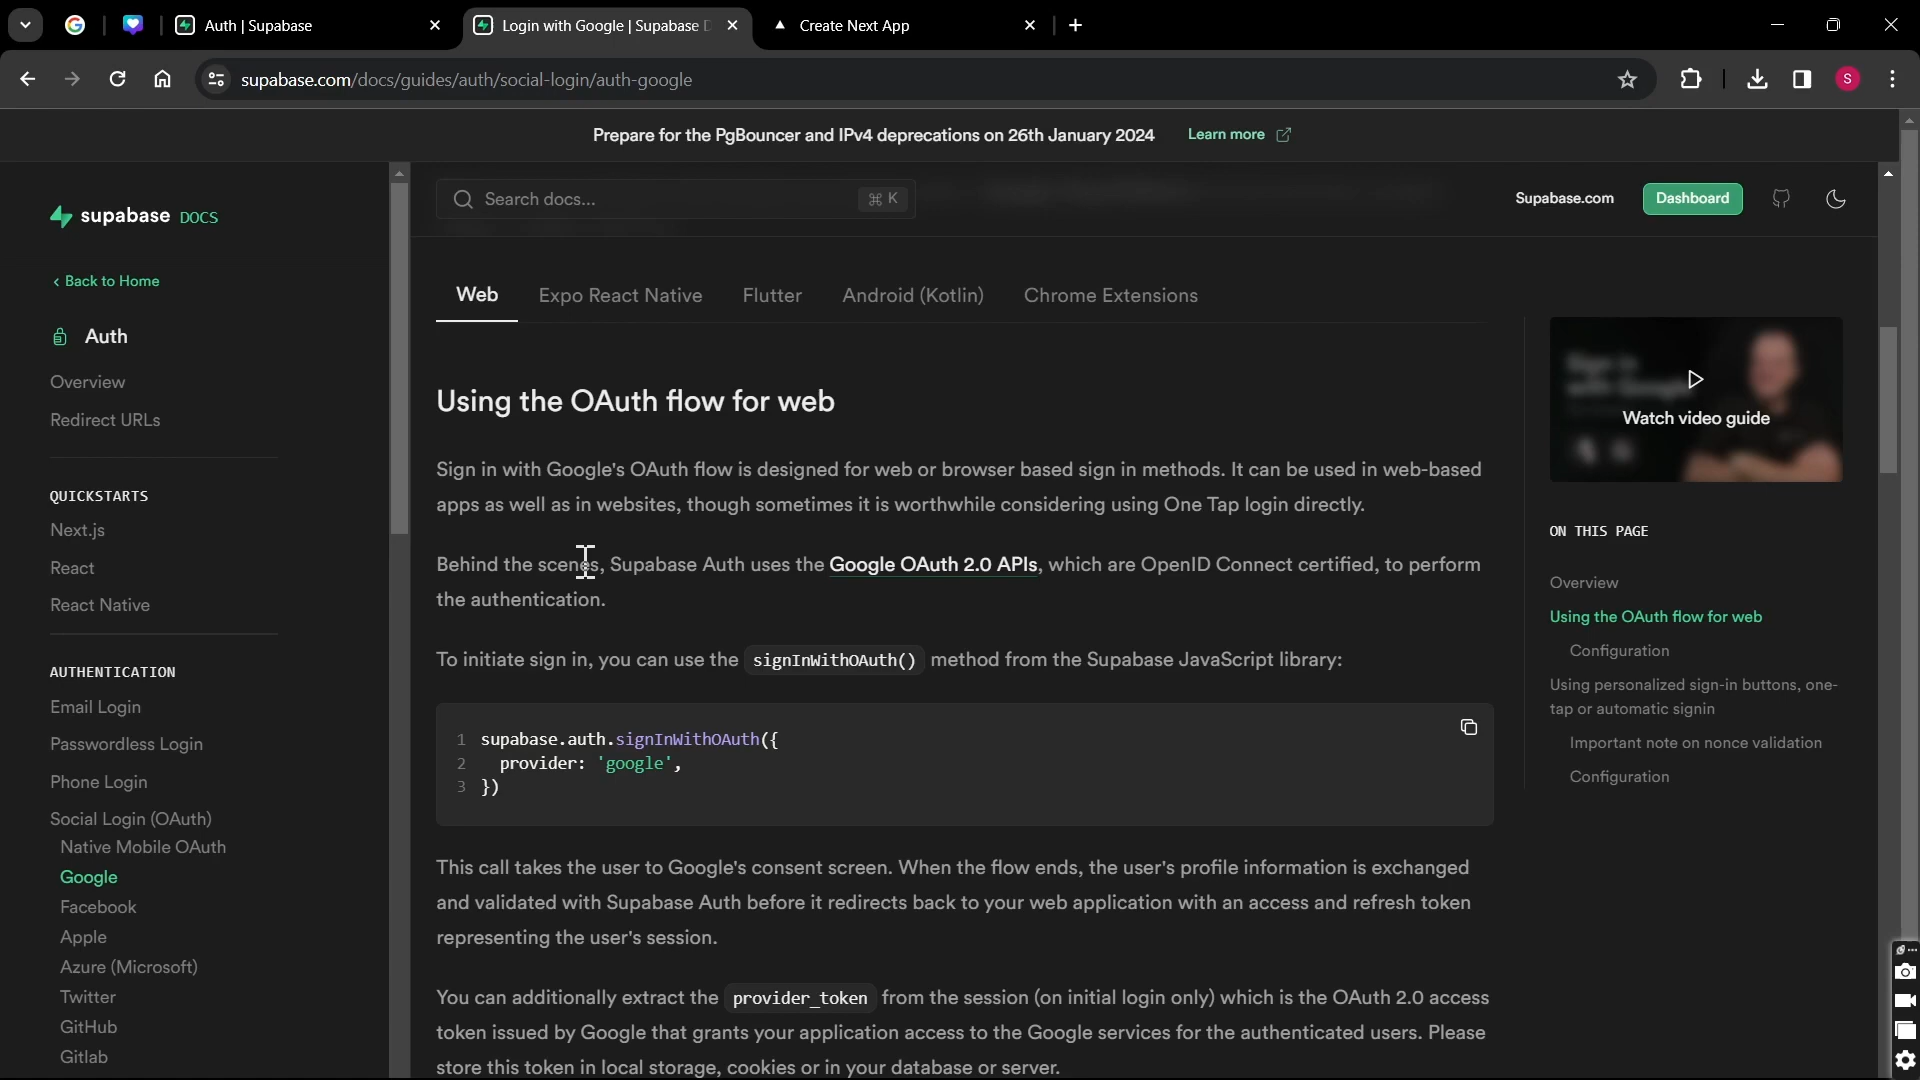 Auth | Supabase
Login with Google | Supabase D
Create Next App
supabase.com/docs/guides/auth/social-login/auth-google
S
Prepare for the PgBouncer and IPv4 deprecations on 26th January 2024 Learn more
supabase DOCS
Search docs... ⌘ K
Supabase.com
Dashboard
< Back to Home
Auth
Overview
Redirect URLs
QUICKSTARTS
Next.js
React
React Native
AUTHENTICATION
Email Login
Passwordless Login
Phone Login
Social Login (OAuth)
Native Mobile OAuth
Google
Facebook
Apple
Azure (Microsoft)
Twitter
GitHub
Gitlab
Web Expo React Native Flutter Android (Kotlin) Chrome Extensions
Using the OAuth flow for web
Sign in with Google's OAuth flow is designed for web or browser based sign in methods. It can be used in web-based
apps as well as in websites, though sometimes it is worthwhile considering using One Tap login directly.
Behind the scenes, Supabase Auth uses the Google OAuth 2.0 APIs, which are OpenID Connect certified, to perform
the authentication.
To initiate sign in, you can use the signInWithOAuth() method from the Supabase JavaScript library:
1 supabase.auth.signInWithOAuth({
2 provider: 'google',
3 })
This call takes the user to Google's consent screen. When the flow ends, the user's profile information is exchanged
and validated with Supabase Auth before it redirects back to your web application with an access and refresh token
representing the user's session.
You can additionally extract the provider_token from the session (on initial login only) which is the OAuth 2.0 access
token issued by Google that grants your application access to the Google services for the authenticated users. Please
store this token in local storage, cookies or in your database or server.
Sign in
with Google
Watch video guide
ON THIS PAGE
Overview
Using the OAuth flow for web
Configuration
Using personalized sign-in buttons, one-
tap or automatic signin
Important note on nonce validation
Configuration